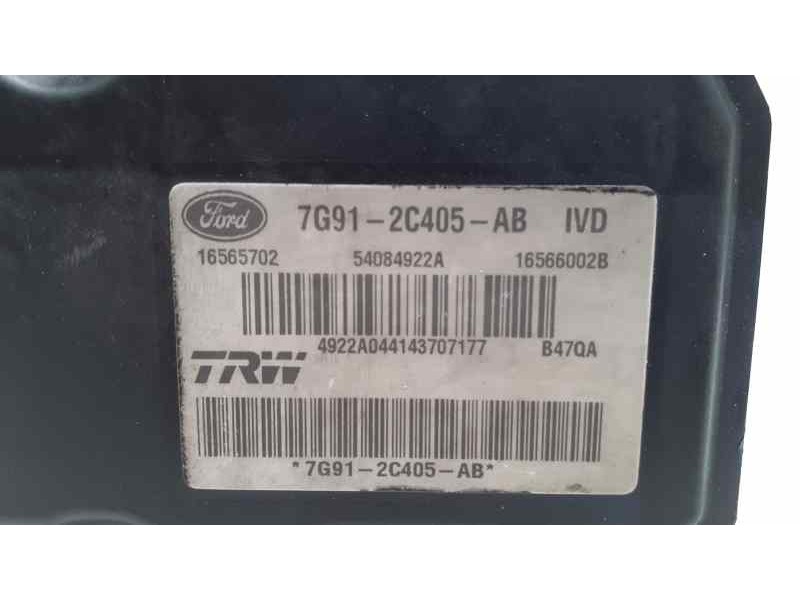 Ford 7G91-2C405-AB IVD
16565702 54084922A 16566002B
4922A044143707177 B47QA
TRW
*7G91-2C405-AB*